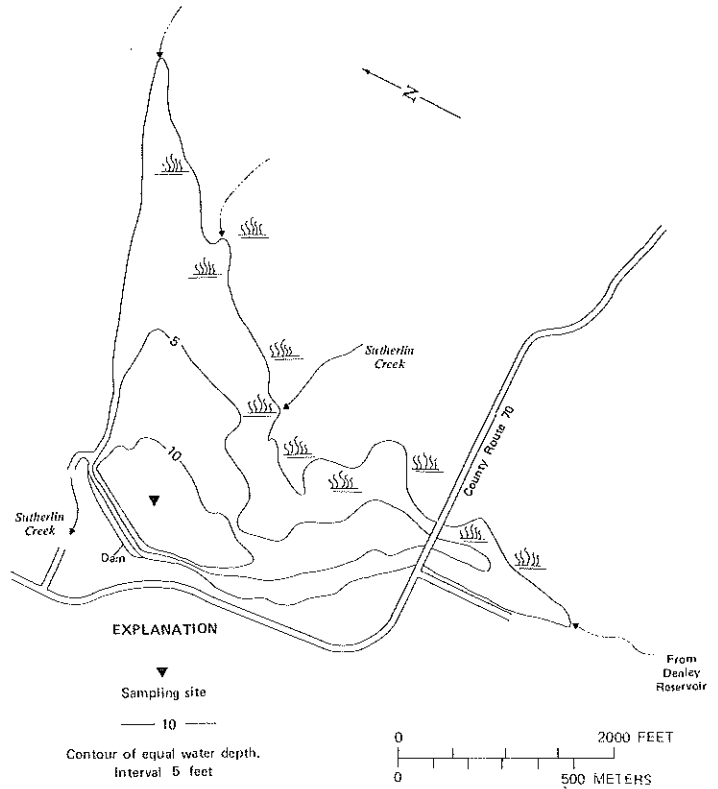 N
5
Sutherlin
Creek
County Route 70
10
Sutherlin
Creek
Dam
EXPLANATION
Sampling site
10
Contour of equal water depth.
Interval 5 feet
From
Denley
Reservoir
0 2000 FEET
0 500 METERS